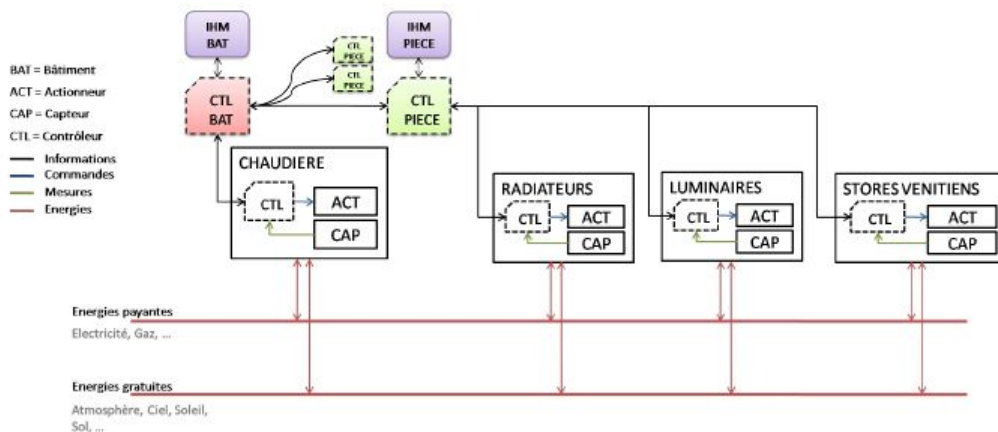 IHM
BAT
IHM
PIECE
CTL
PIECE
CTL
PIECE
BAT = Bâtiment
ACT = Actionneur
CAP = Capteur
CTL = Contrôleur
Informations
Commandes
Mesures
Energies
CTL
BAT
CTL
PIECE
CHAUDIERE
CTL
ACT
CAP
RADIATEURS
CTL
ACT
CAP
LUMINAIRES
CTL
ACT
CAP
STORES VENITIENS
CTL
ACT
CAP
Energies payantes
Electricité, Gaz, ...
Energies gratuites
Atmosphère, Ciel, Soleil,
Sol, ...